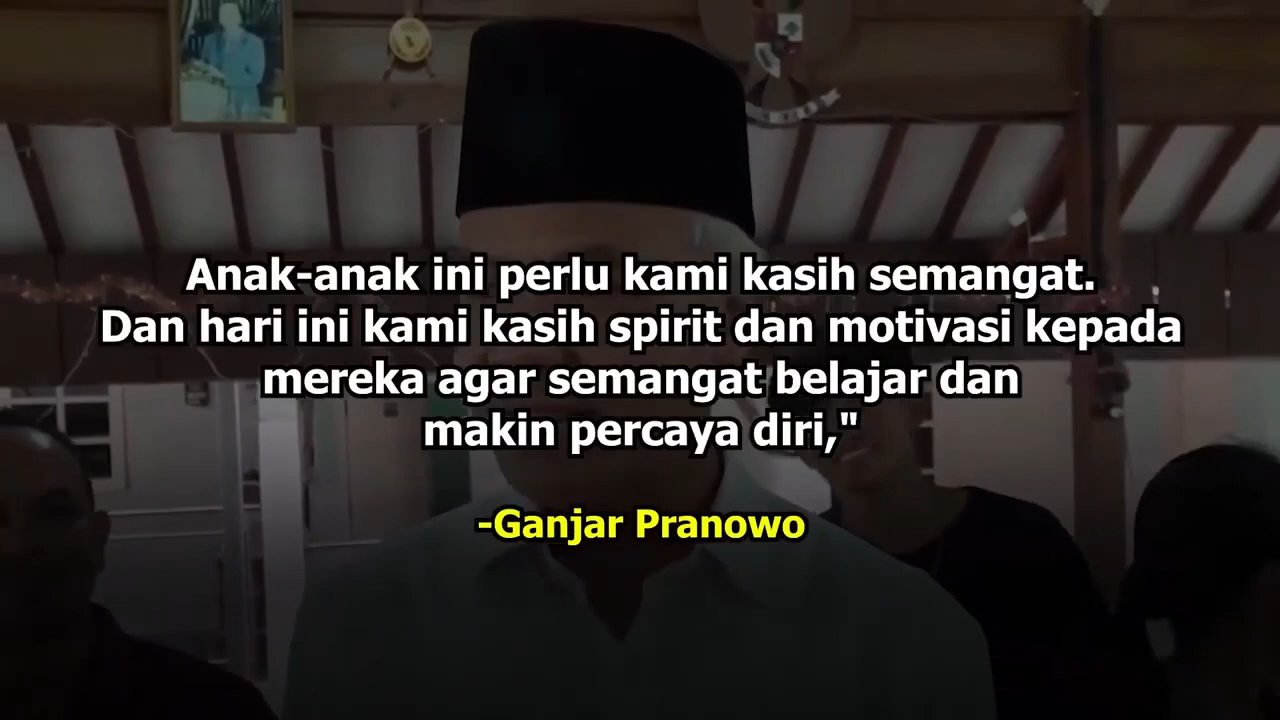 Anak-anak ini perlu kami kasih semangat.
Dan hari ini kami kasih spirit dan motivasi kepada
mereka agar semangat belajar dan
makin percaya diri,"
-Ganjar Pranowo